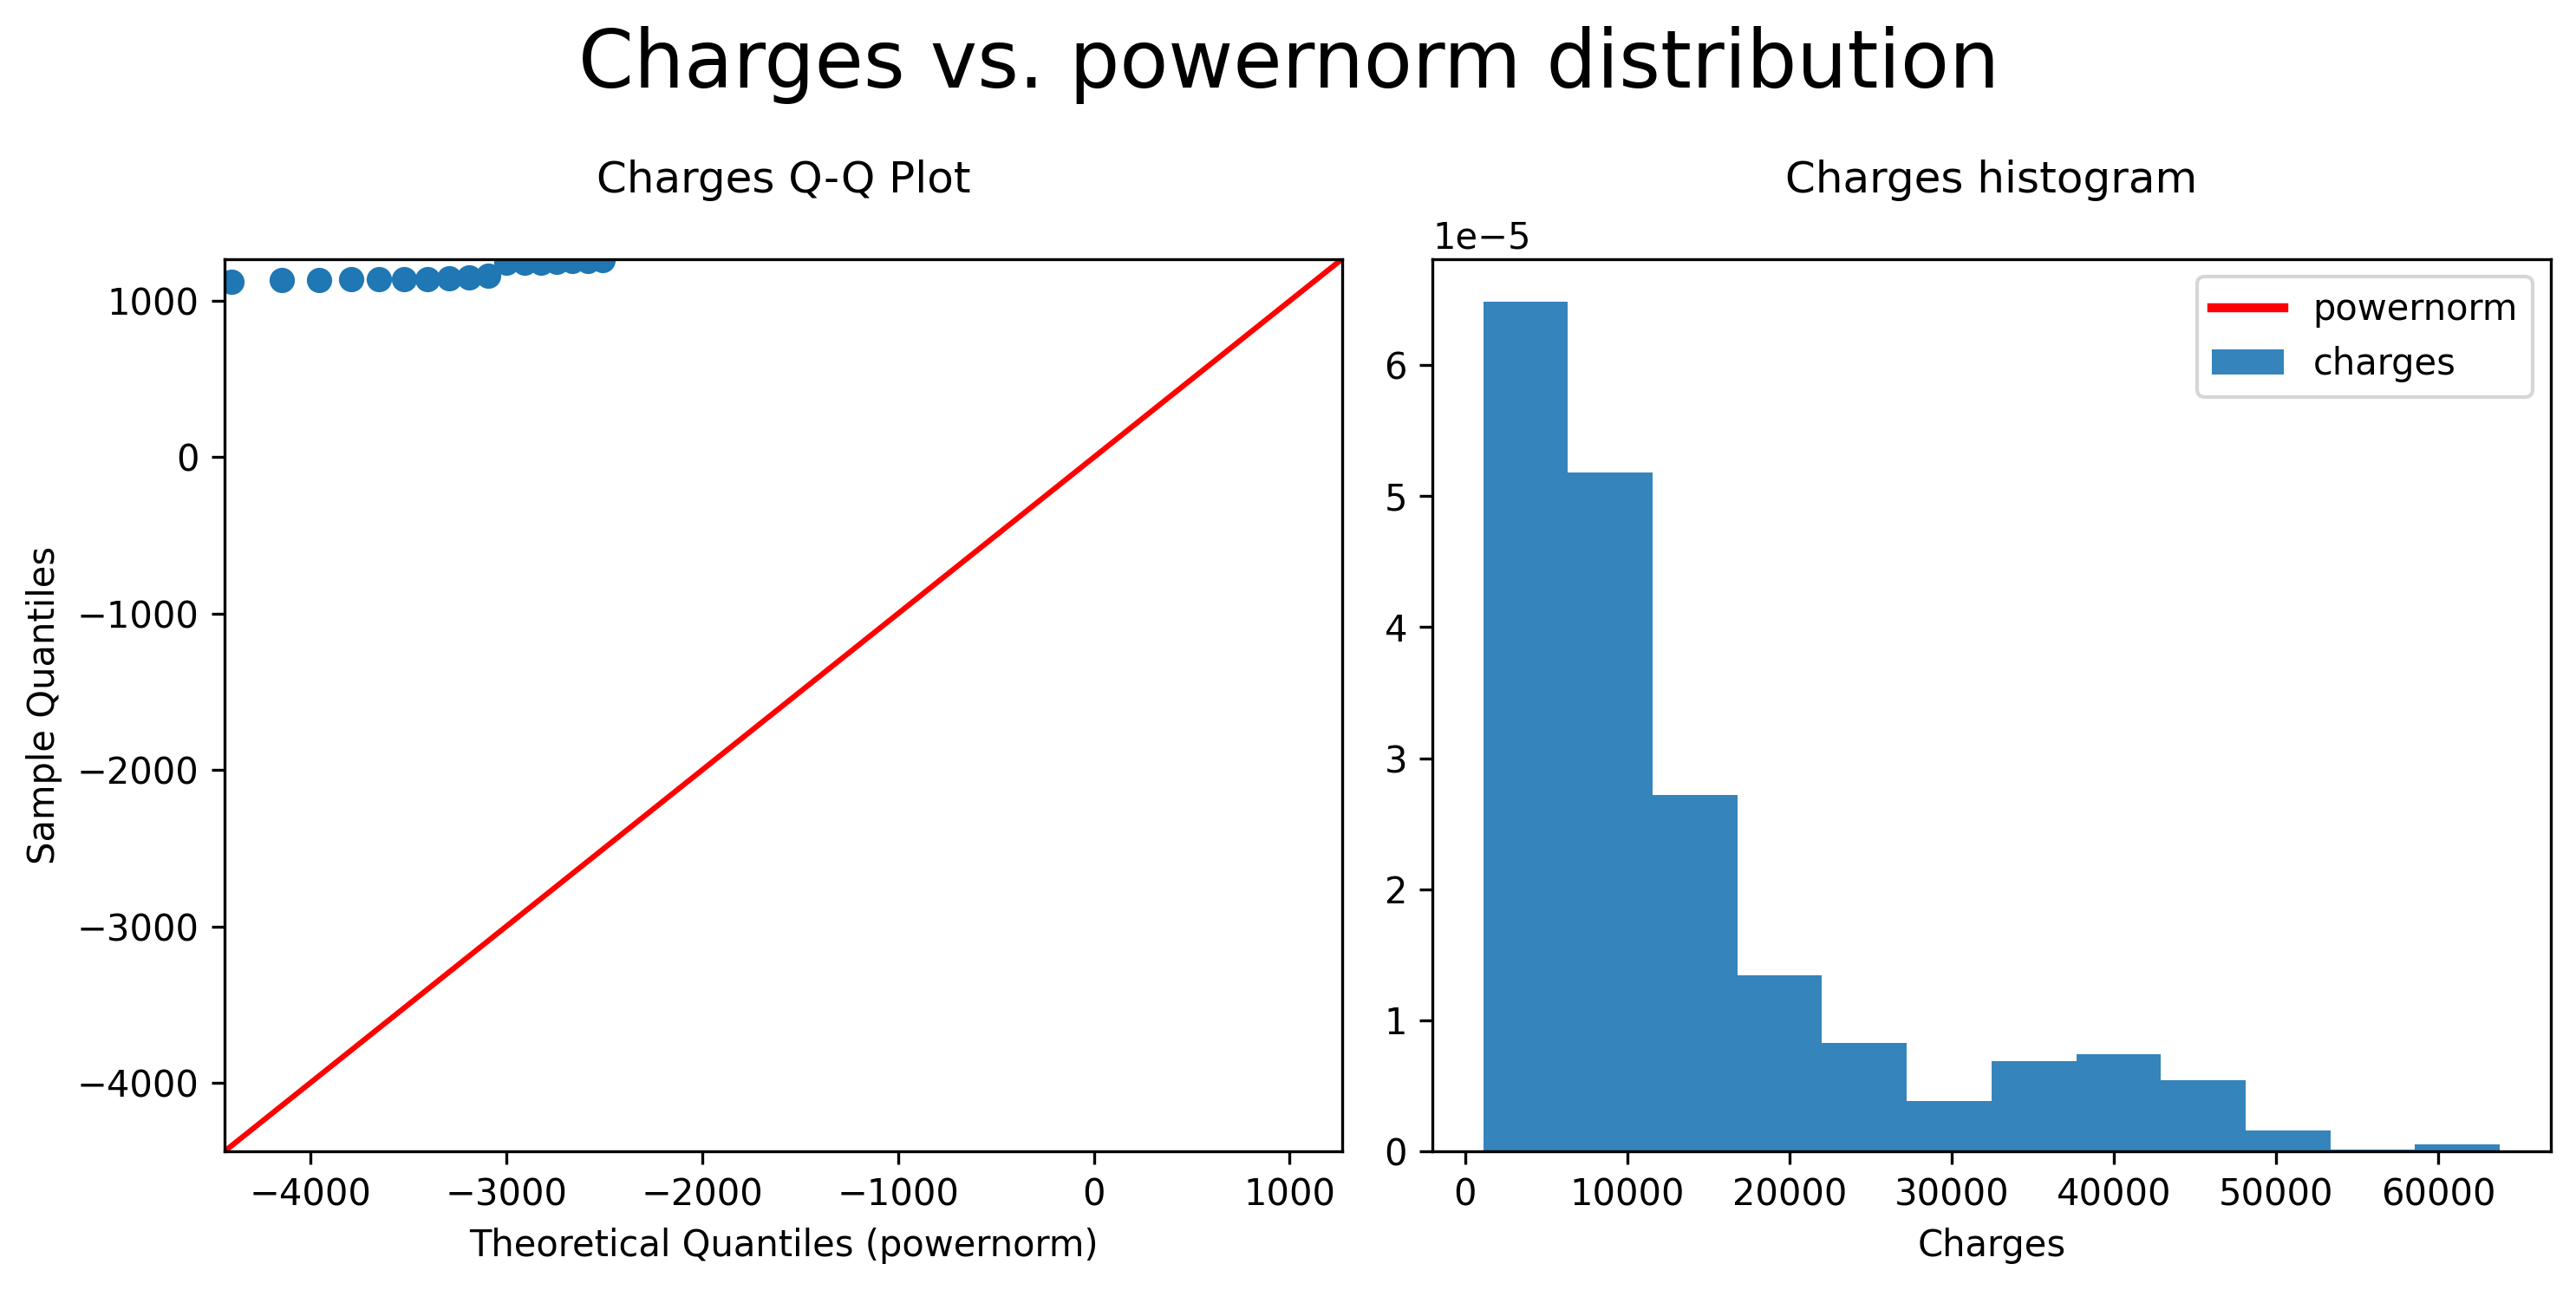 Charges vs. powernorm distribution
Charges Q-Q Plot
1000
0
−1000
−2000
−3000
−4000
Sample Quantiles
−4000 −3000 −2000 −1000 0 1000
Theoretical Quantiles (powernorm)
Charges histogram
1e−5
powernorm
charges
6
5
4
3
2
1
0
0 10000 20000 30000 40000 50000 60000
Charges